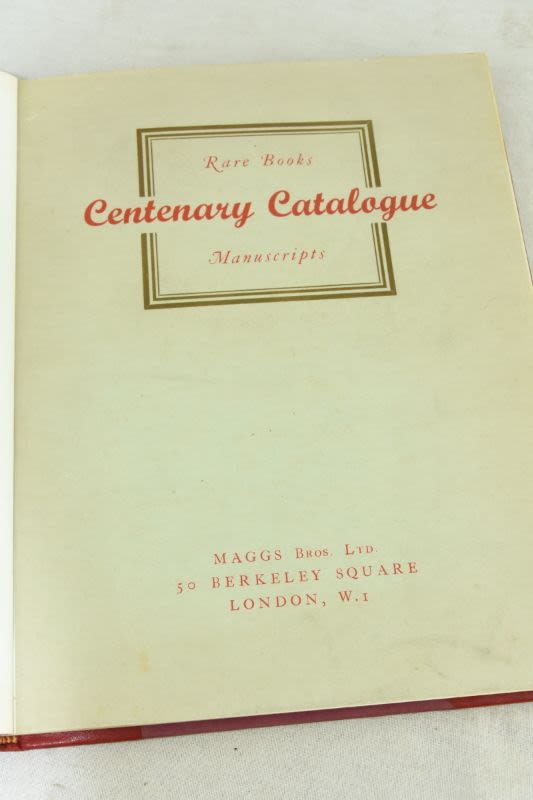 Rare Books
Centenary Catalogue
Manuscripts
MAGGS BROS. LTD.
50 BERKELEY SQUARE
LONDON, W.1